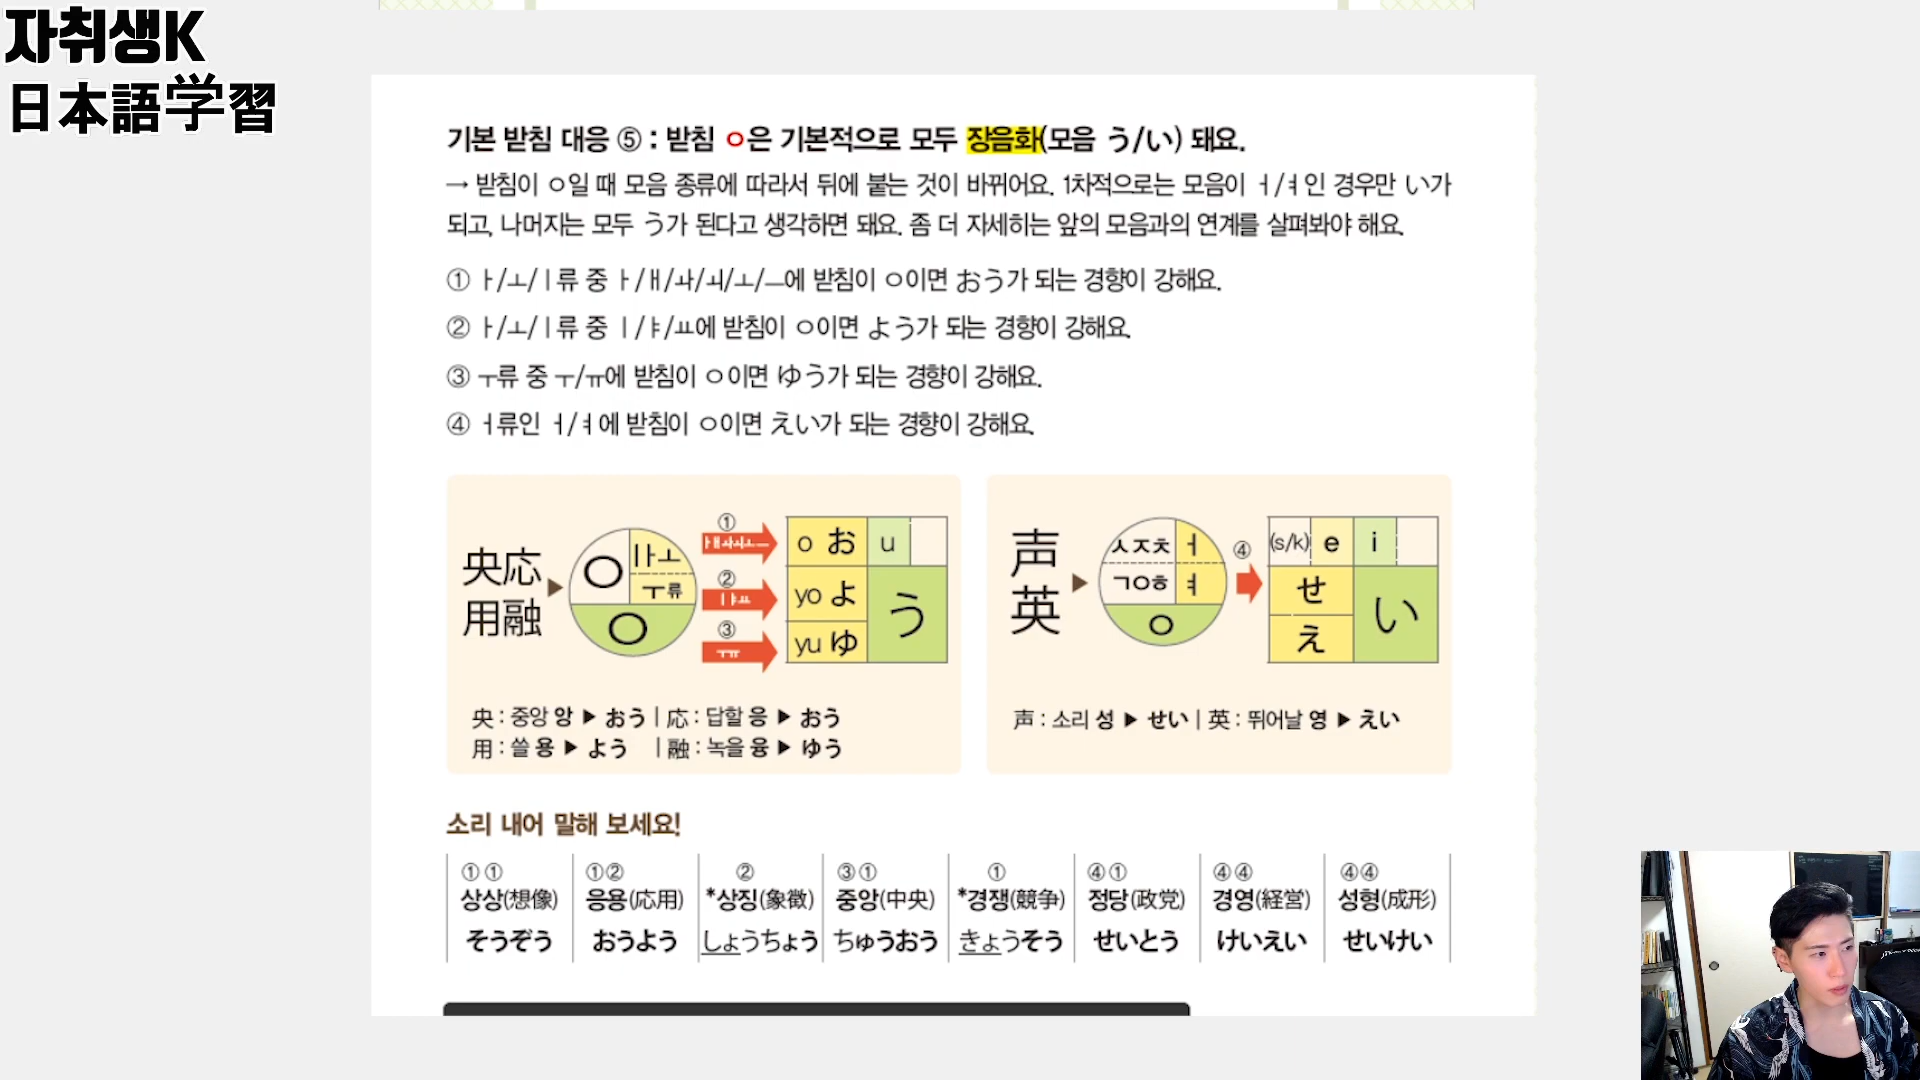 자취생K
日本語学習
기본 받침 대응 ⑤ : 받침 ㅇ은 기본적으로 모두 장음화(모음 う/い) 돼요.
→ 받침이 ㅇ일 때 모음 종류에 따라서 뒤에 붙는 것이 바뀌어요. 1차적으로는 모음이 ㅓ/ㅕ인 경우만 い가
되고, 나머지는 모두 う가 된다고 생각하면 돼요. 좀 더 자세히는 앞의 모음과의 연계를 살펴봐야 해요.
① ㅏ/ㅗ/ㅣ류 중 ㅏ/ㅐ/ㅘ/ㅚ/ㅗ/ㅡ에 받침이 ㅇ이면 おう가 되는 경향이 강해요.
② ㅏ/ㅗ/ㅣ류 중 ㅣ/ㅑ/ㅛ에 받침이 ㅇ이면 よう가 되는 경향이 강해요.
③ ㅜ류 중 ㅜ/ㅠ에 받침이 ㅇ이면 ゆう가 되는 경향이 강해요.
④ ㅓ류인 ㅓ/ㅕ에 받침이 ㅇ이면 えい가 되는 경향이 강해요.
央応
用融
ㅇ ㅣㅏㅗ
ㅜ류
ㅇ
①
ㅏㅐㅘㅚㅗㅡ
②
ㅣㅑㅛ
③
ㅜㅠ
o お u
yo よ う
yu ゆ
央 : 중앙 앙 ▶ おう | 応 : 답할 응 ▶ おう
用 : 쓸 용 ▶ よう | 融 : 녹을 융 ▶ ゆう
声
英
ㅅㅈㅊ ㅓ
ㄱㅇㅎ ㅕ
ㅇ
④
(s/k) e i
せ い
え
声 : 소리 성 ▶ せい | 英 : 뛰어날 영 ▶ えい
소리 내어 말해 보세요!
①① ①② ② ③① ① ④① ④④ ④④
상상(想像) 응용(応用) *상징(象徴) 중앙(中央) *경쟁(競争) 정당(政党) 경영(経営) 성형(成形)
そうぞう おうよう しょうちょう ちゅうおう きょうそう せいとう けいえい せいけい